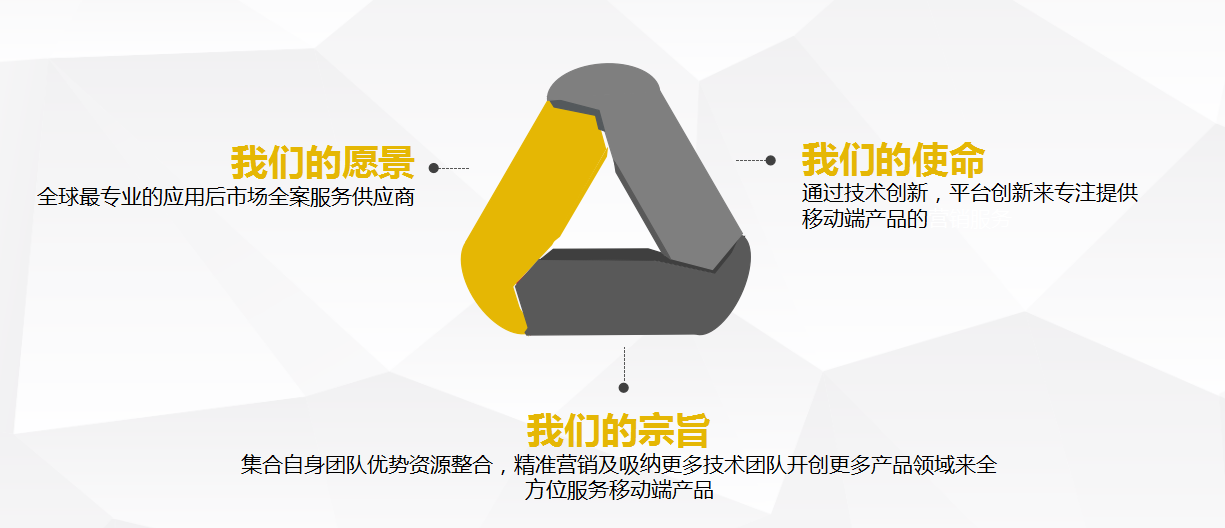 我们的愿景
全球最专业的应用后市场全案服务供应商
我们的使命
通过技术创新，平台创新来专注提供
移动端产品的营销服务
我们的宗旨
集合自身团队优势资源整合，精准营销及吸纳更多技术团队开创更多产品领域来全
方位服务移动端产品